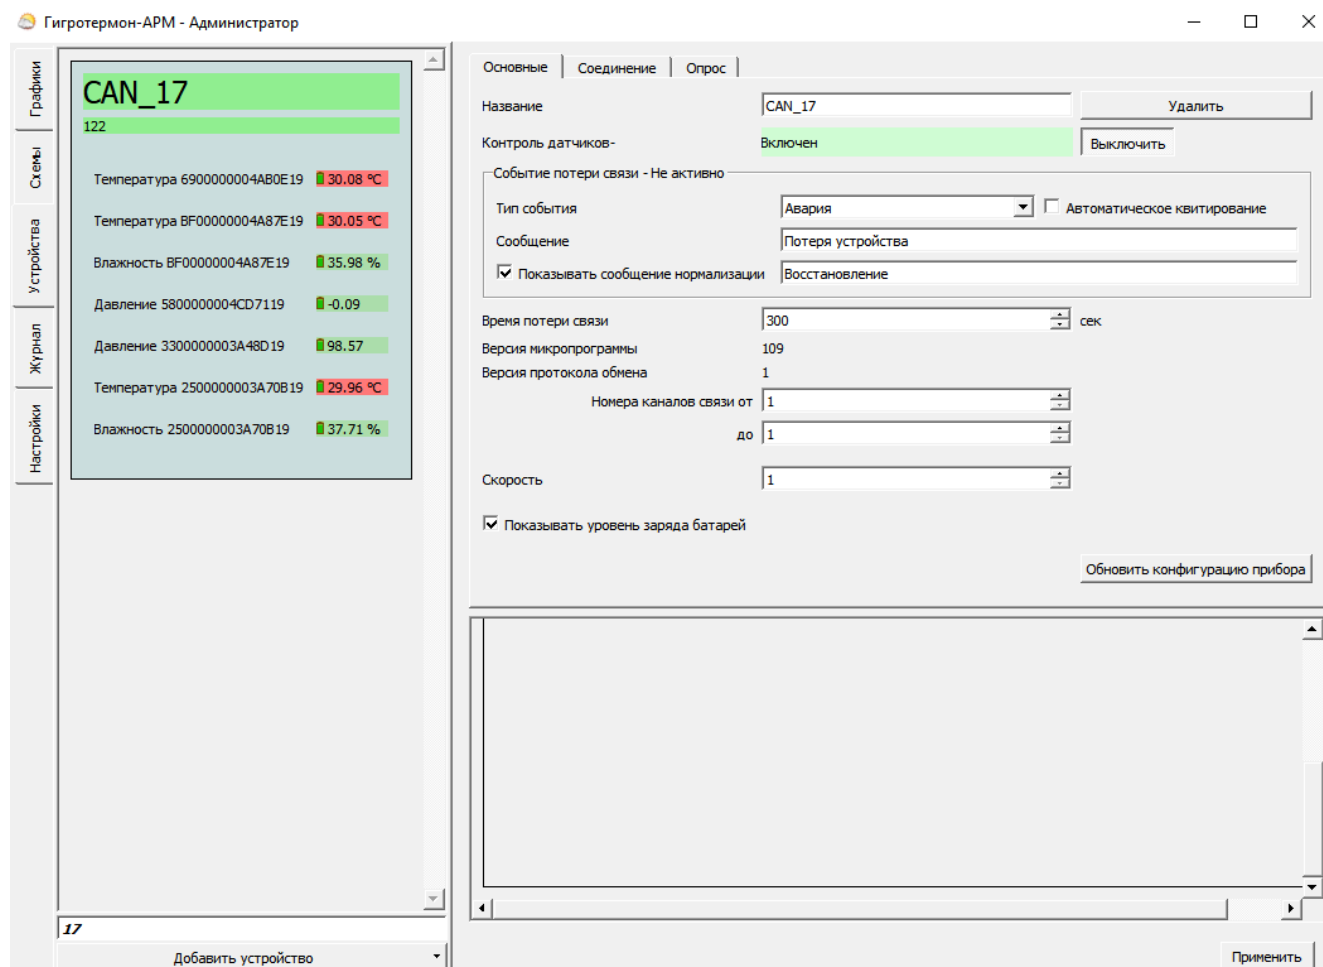 Гигротермон-АРМ - Администратор
Графики
Схемы
Устройства
Журнал
Настройки
CAN_17
122
Температура 6900000004AB0E19 30.08 °C
Температура BF00000004A87E19 30.05 °C
Влажность BF00000004A87E19 35.98 %
Давление 5800000004CD7119 -0.09
Давление 3300000003A48D19 98.57
Температура 2500000003A70B19 29.96 °C
Влажность 2500000003A70B19 37.71 %
17
Добавить устройство
Основные Соединение Опрос
Название CAN_17 Удалить
Контроль датчиков- Включен Выключить
Событие потери связи - Не активно
Тип события Авария Автоматическое квитирование
Сообщение Потеря устройства
Показывать сообщение нормализации Восстановление
Время потери связи 300 сек
Версия микропрограммы 109
Версия протокола обмена 1
Номера каналов связи от 1
до 1
Скорость 1
Показывать уровень заряда батарей
Обновить конфигурацию прибора
Применить